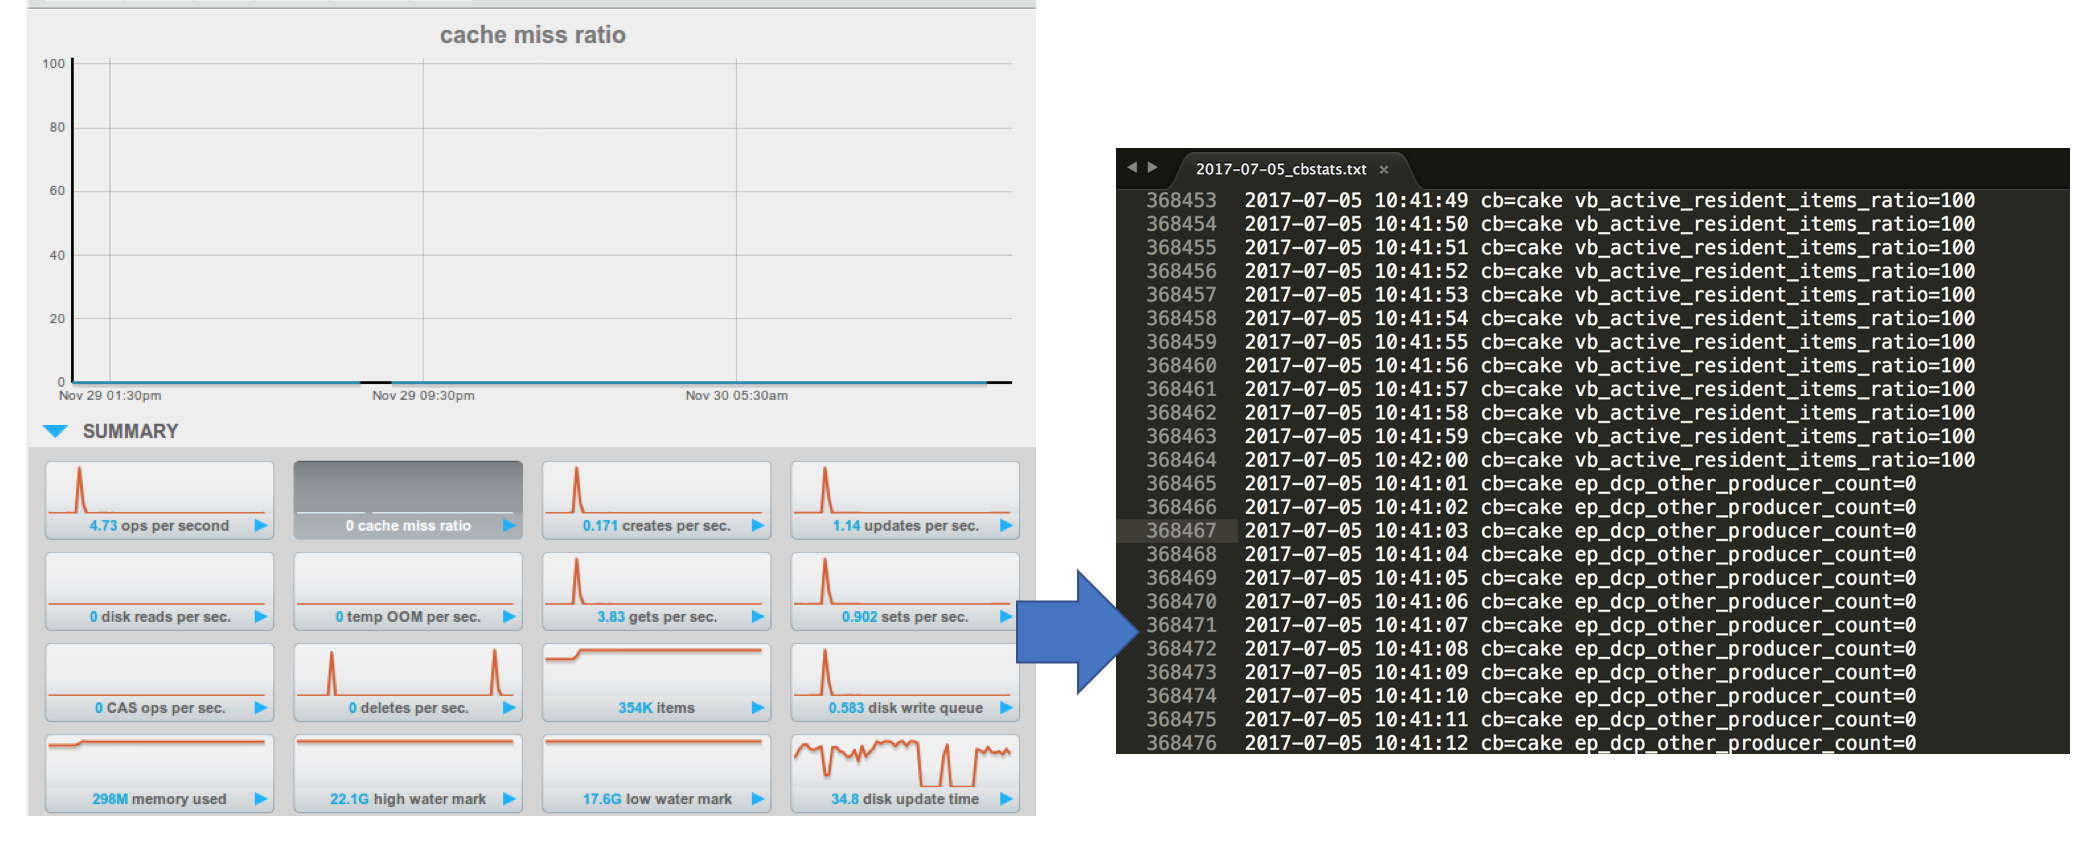 cache miss ratio
100
80
60
40
20
0
Nov 29 01:30pm Nov 29 09:30pm Nov 30 05:30am
SUMMARY
4.73 ops per second
0 cache miss ratio
0.171 creates per sec.
1.14 updates per sec.
0 disk reads per sec.
0 temp OOM per sec.
3.83 gets per sec.
0.902 sets per sec.
0 CAS ops per sec.
0 deletes per sec.
354K items
0.583 disk write queue
298M memory used
22.1G high water mark
17.6G low water mark
34.8 disk update time
2017-07-05_cbstats.txt ×
368453 2017-07-05 10:41:49 cb=cake vb_active_resident_items_ratio=100
368454 2017-07-05 10:41:50 cb=cake vb_active_resident_items_ratio=100
368455 2017-07-05 10:41:51 cb=cake vb_active_resident_items_ratio=100
368456 2017-07-05 10:41:52 cb=cake vb_active_resident_items_ratio=100
368457 2017-07-05 10:41:53 cb=cake vb_active_resident_items_ratio=100
368458 2017-07-05 10:41:54 cb=cake vb_active_resident_items_ratio=100
368459 2017-07-05 10:41:55 cb=cake vb_active_resident_items_ratio=100
368460 2017-07-05 10:41:56 cb=cake vb_active_resident_items_ratio=100
368461 2017-07-05 10:41:57 cb=cake vb_active_resident_items_ratio=100
368462 2017-07-05 10:41:58 cb=cake vb_active_resident_items_ratio=100
368463 2017-07-05 10:41:59 cb=cake vb_active_resident_items_ratio=100
368464 2017-07-05 10:42:00 cb=cake vb_active_resident_items_ratio=100
368465 2017-07-05 10:41:01 cb=cake ep_dcp_other_producer_count=0
368466 2017-07-05 10:41:02 cb=cake ep_dcp_other_producer_count=0
368467 2017-07-05 10:41:03 cb=cake ep_dcp_other_producer_count=0
368468 2017-07-05 10:41:04 cb=cake ep_dcp_other_producer_count=0
368469 2017-07-05 10:41:05 cb=cake ep_dcp_other_producer_count=0
368470 2017-07-05 10:41:06 cb=cake ep_dcp_other_producer_count=0
368471 2017-07-05 10:41:07 cb=cake ep_dcp_other_producer_count=0
368472 2017-07-05 10:41:08 cb=cake ep_dcp_other_producer_count=0
368473 2017-07-05 10:41:09 cb=cake ep_dcp_other_producer_count=0
368474 2017-07-05 10:41:10 cb=cake ep_dcp_other_producer_count=0
368475 2017-07-05 10:41:11 cb=cake ep_dcp_other_producer_count=0
368476 2017-07-05 10:41:12 cb=cake ep_dcp_other_producer_count=0